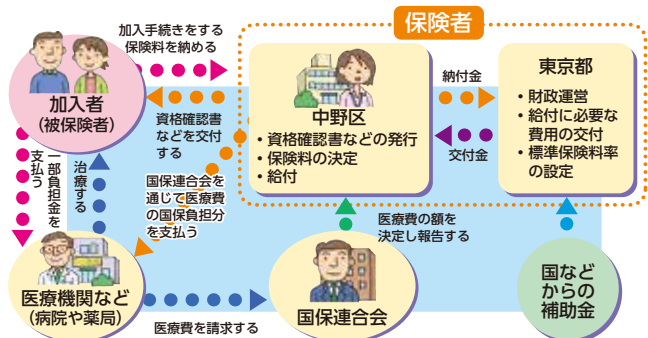 保険者
加入手続きをする
保険料を納める
加入者
(被保険者)
資格確認書
などを交付
する
中野区
・資格確認書などの発行
・保険料の決定
・給付
納付金
交付金
東京都
・財政運営
・給付に必要な
費用の交付
・標準保険料率
の設定
一部負担金を
支払う
治療する
国保連合会を
通じて医療費
の国保負担分
を支払う
医療費の額を
決定し報告する
医療機関など
(病院や薬局)
医療費を請求する
国保連合会
国など
からの
補助金